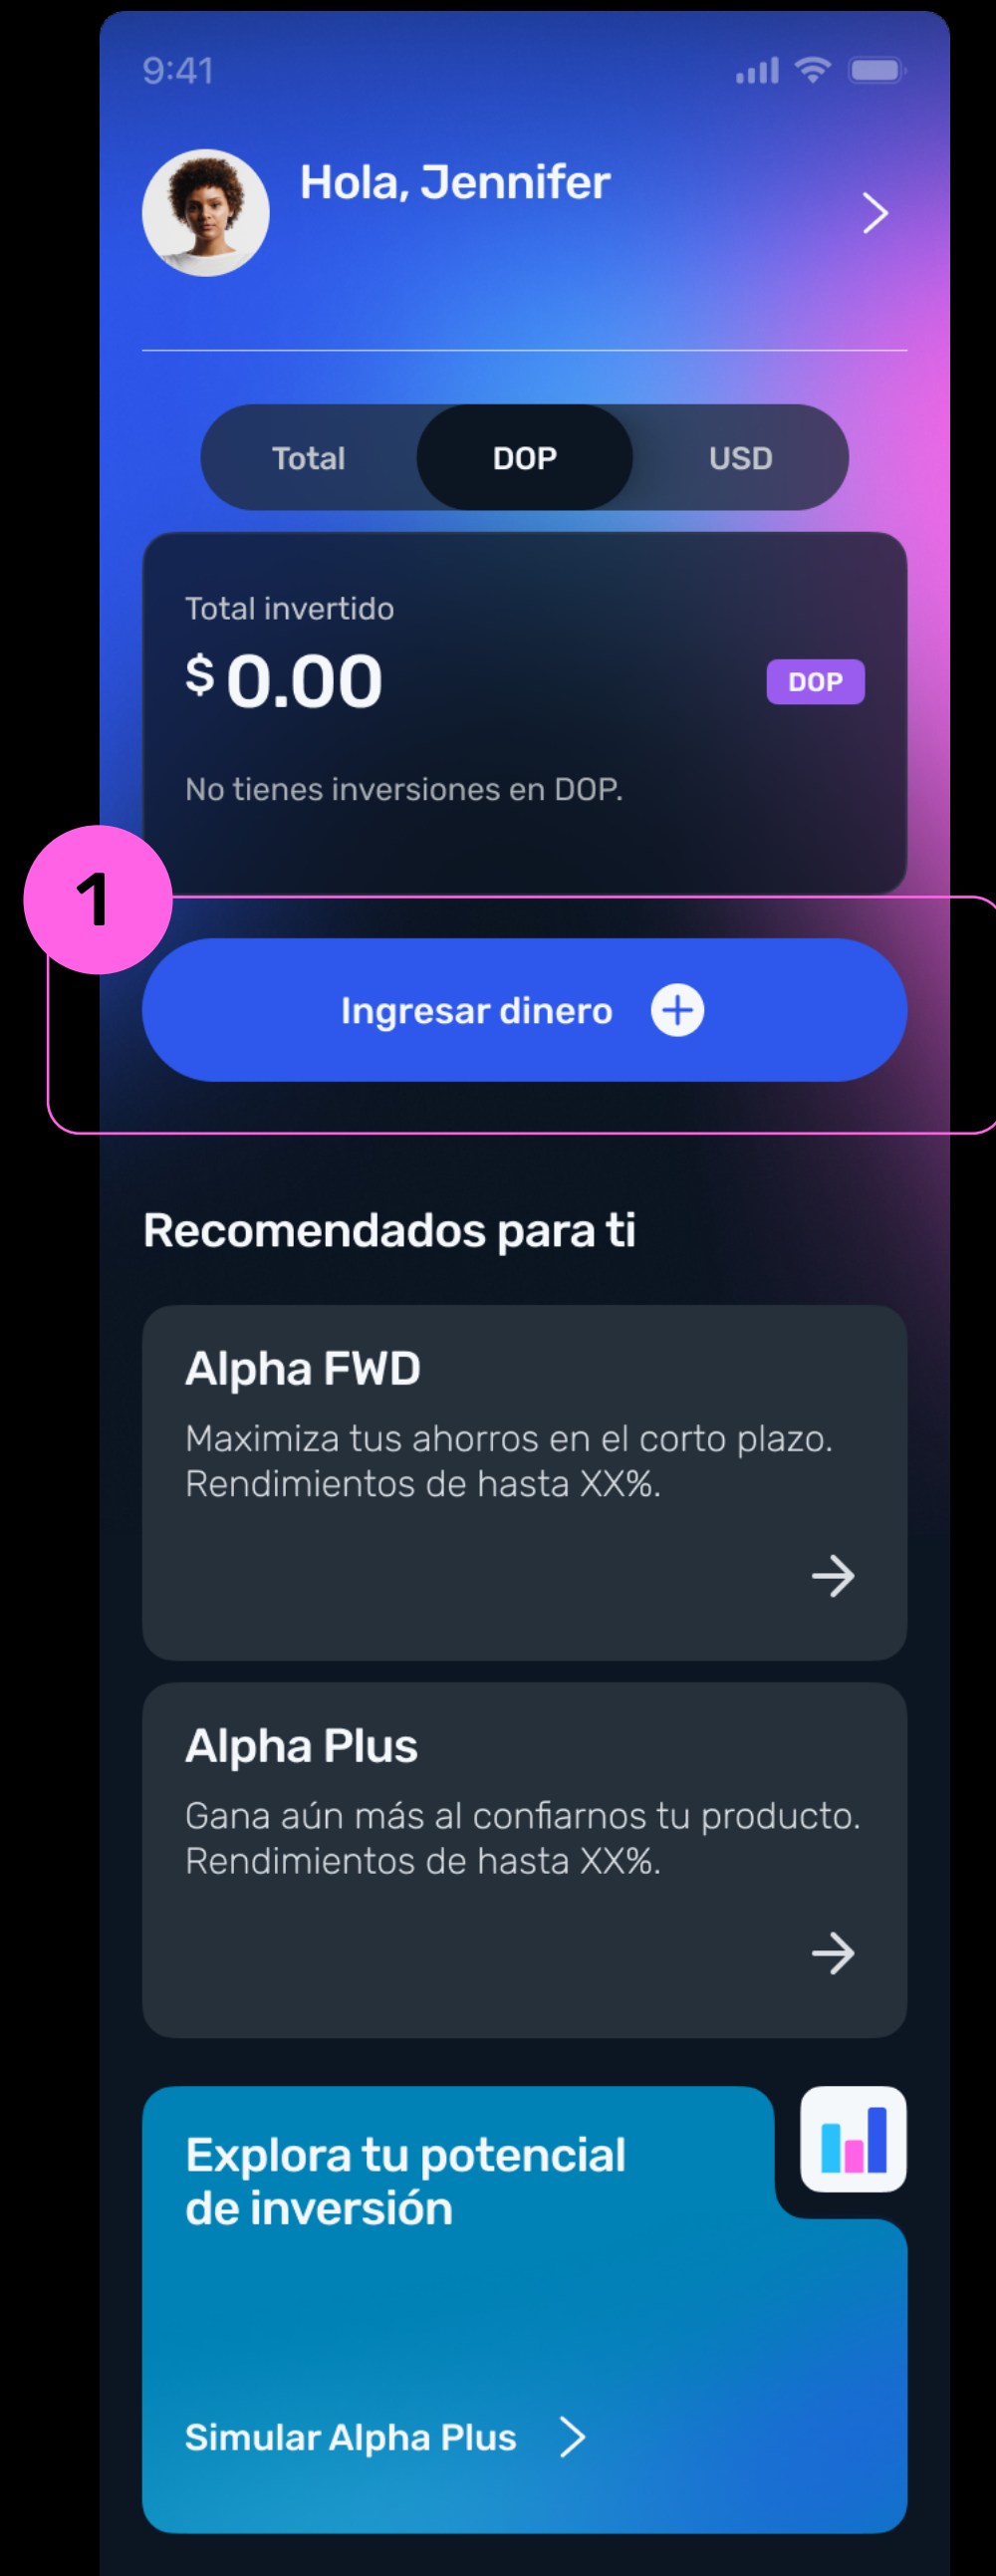 9:41
Hola, Jennifer
Total
DOP
USD
Total invertido
$ 0.00
DOP
No tienes inversiones en DOP.
1
Ingresar dinero
Recomendados para ti
Alpha FWD
Maximiza tus ahorros en el corto plazo.
Rendimientos de hasta XX%.
Alpha Plus
Gana aún más al confiarnos tu producto.
Rendimientos de hasta XX%.
Explora tu potencial
de inversión
Simular Alpha Plus